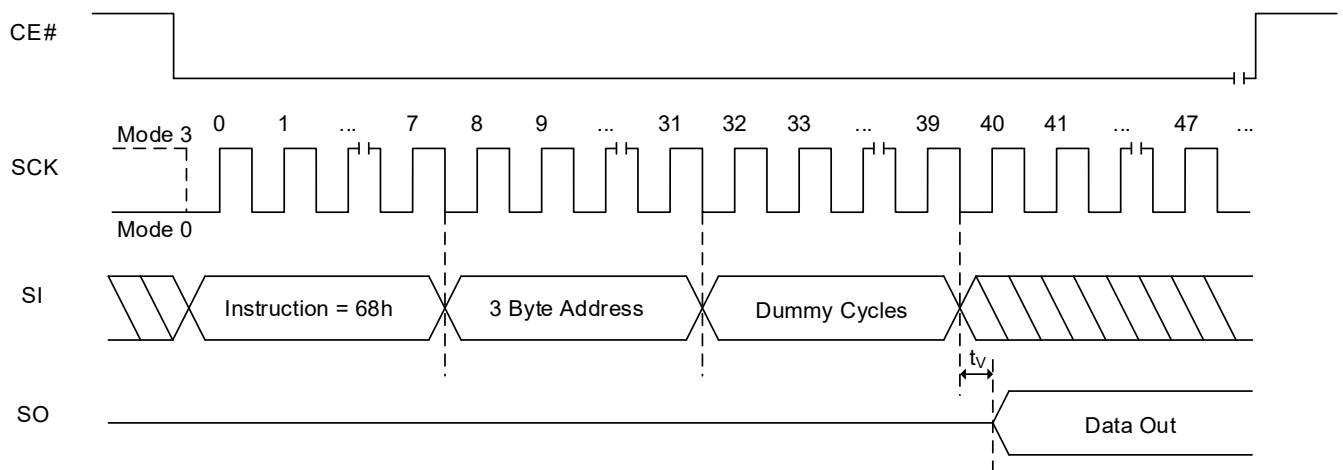 CE#
Mode 3 0 1 ... 7 8 9 ... 31 32 33 ... 39 40 41 ... 47 ...
SCK
Mode 0
SI Instruction = 68h 3 Byte Address Dummy Cycles
tV
SO Data Out